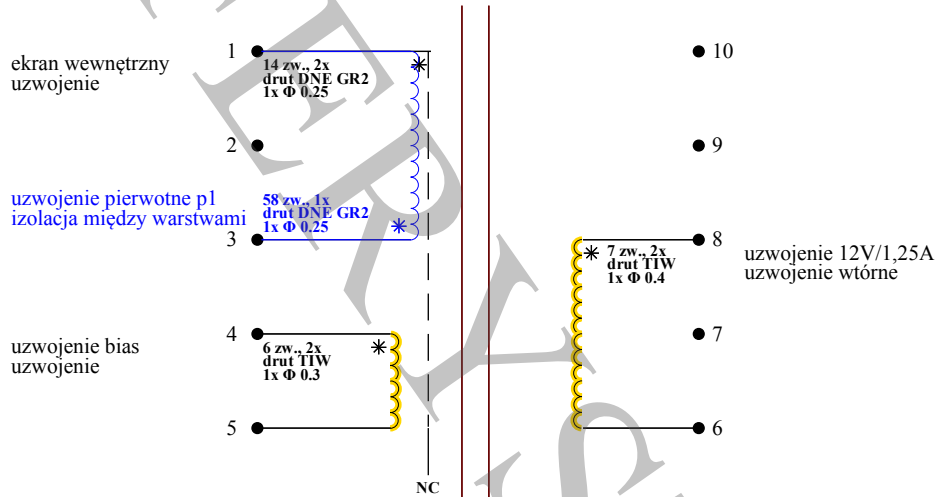 1
10
ekran wewnętrzny
uzwojenie
14 zw., 2x
drut DNE GR2
1x Φ 0.25
2
9
uzwojenie pierwotne p1
izolacja między warstwami
58 zw., 1x
drut DNE GR2
1x Φ 0.25
3
8
7 zw., 2x
drut TIW
1x Φ 0.4
uzwojenie 12V/1,25A
uzwojenie wtórne
4
7
uzwojenie bias
uzwojenie
6 zw., 2x
drut TIW
1x Φ 0.3
5
6
NC
TERYS